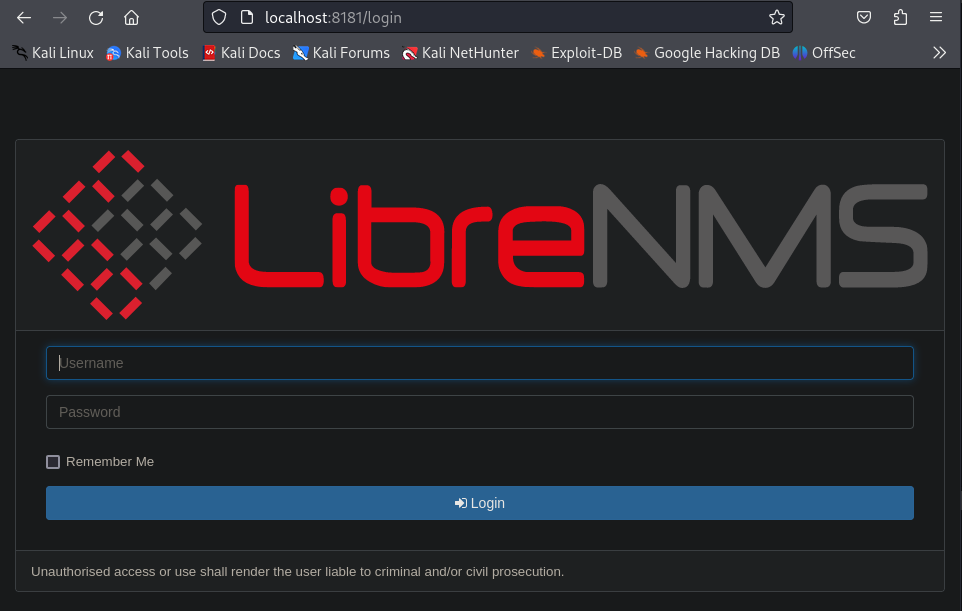 localhost:8181/login
Kali Linux Kali Tools Kali Docs Kali Forums Kali NetHunter Exploit-DB Google Hacking DB OffSec
LibreNMS
Username
Password
Remember Me
Login
Unauthorised access or use shall render the user liable to criminal and/or civil prosecution.